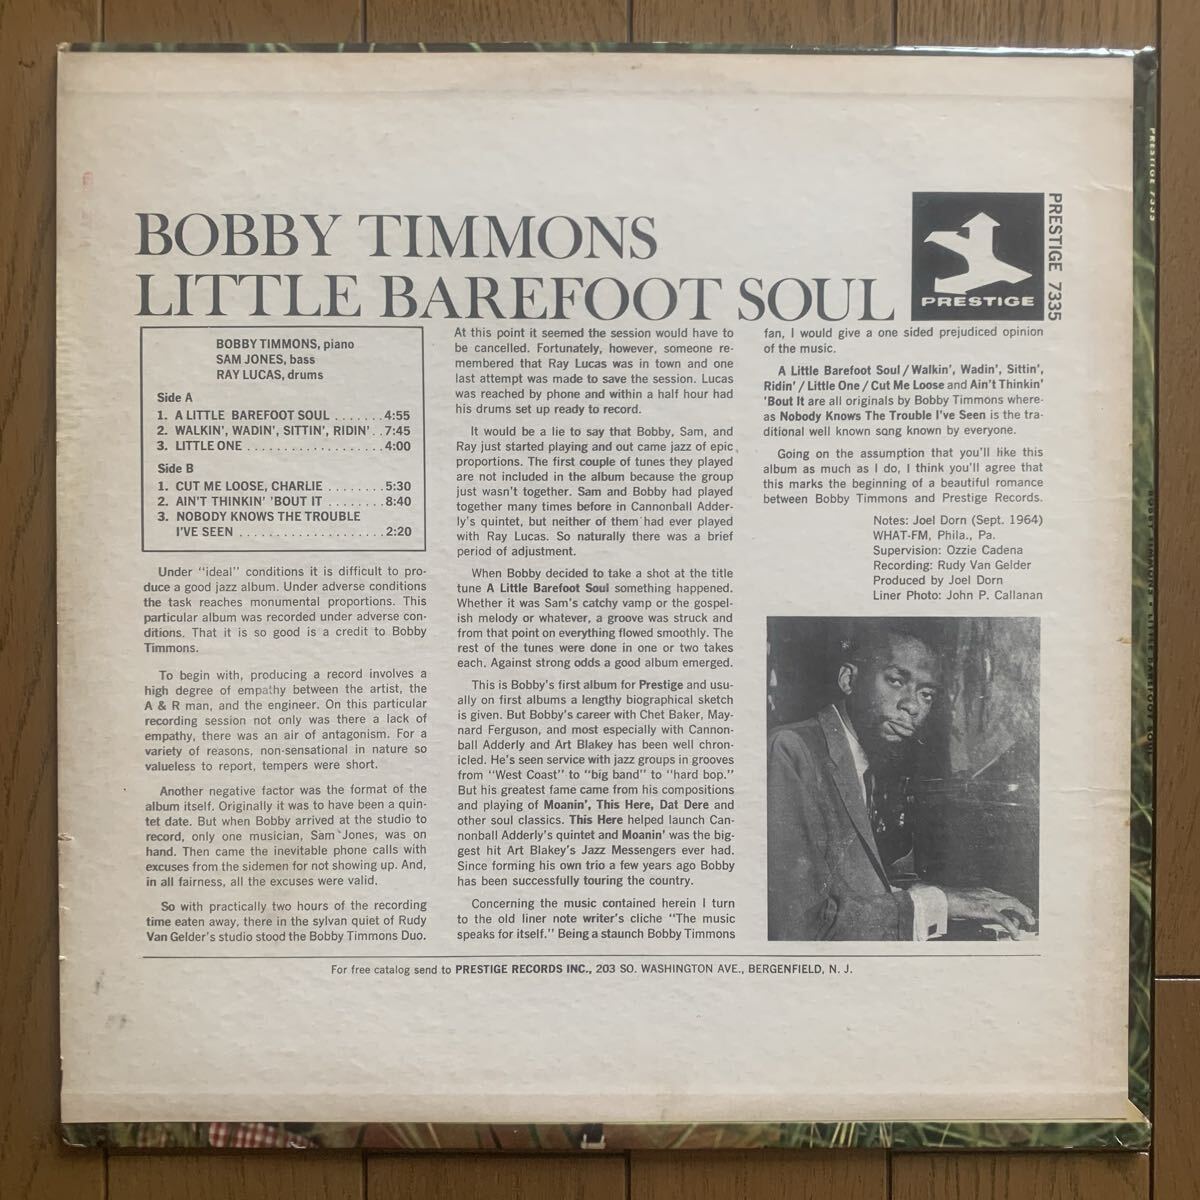 BOBBY TIMMONS
LITTLE BAREFOOT SOUL
PRESTIGE
PRESTIGE 7335
BOBBY TIMMONS, piano
SAM JONES, bass
RAY LUCAS, drums
Side A
1. A LITTLE BAREFOOT SOUL . . . . . . . 4:55
2. WALKIN', WADIN', SITTIN', RIDIN' . . 7:45
3. LITTLE ONE . . . . . . . . . . . . . . . . . . . 4:00
Side B
1. CUT ME LOOSE, CHARLIE . . . . . . . . 5:30
2. AIN'T THINKIN' 'BOUT IT . . . . . . . . 8:40
3. NOBODY KNOWS THE TROUBLE
I'VE SEEN . . . . . . . . . . . . . . . . . . . . . 2:20
Under "ideal" conditions it is difficult to pro-
duce a good jazz album. Under adverse conditions
the task reaches monumental proportions. This
particular album was recorded under adverse con-
ditions. That it is so good is a credit to Bobby
Timmons.
To begin with, producing a record involves a
high degree of empathy between the artist, the
A & R man, and the engineer. On this particular
recording session not only was there a lack of
empathy, there was an air of antagonism. For a
variety of reasons, non-sensational in nature so
valueless to report, tempers were short.
Another negative factor was the format of the
album itself. Originally it was to have been a quin-
tet date. But when Bobby arrived at the studio to
record, only one musician, Sam Jones, was on
hand. Then came the inevitable phone calls with
excuses from the sidemen for not showing up. And,
in all fairness, all the excuses were valid.
So with practically two hours of the recording
time eaten away, there in the sylvan quiet of Rudy
Van Gelder's studio stood the Bobby Timmons Duo.
At this point it seemed the session would have to
be cancelled. Fortunately, however, someone re-
membered that Ray Lucas was in town and one
last attempt was made to save the session. Lucas
was reached by phone and within a half hour had
his drums set up ready to record.
It would be a lie to say that Bobby, Sam, and
Ray just started playing and out came jazz of epic
proportions. The first couple of tunes they played
are not included in the album because the group
just wasn't together. Sam and Bobby had played
together many times before in Cannonball Adder-
ly's quintet, but neither of them had ever played
with Ray Lucas. So naturally there was a brief
period of adjustment.
When Bobby decided to take a shot at the title
tune A Little Barefoot Soul something happened.
Whether it was Sam's catchy vamp or the gospel-
ish melody or whatever, a groove was struck and
from that point on everything flowed smoothly. The
rest of the tunes were done in one or two takes
each. Against strong odds a good album emerged.
This is Bobby's first album for Prestige and usu-
ally on first albums a lengthy biographical sketch
is given. But Bobby's career with Chet Baker, May-
nard Ferguson, and most especially with Cannon-
ball Adderly and Art Blakey has been well chron-
icled. He's seen service with jazz groups in grooves
from "West Coast" to "big band" to "hard bop."
But his greatest fame came from his compositions
and playing of Moanin', This Here, Dat Dere and
other soul classics. This Here helped launch Can-
nonball Adderly's quintet and Moanin' was the big-
gest hit Art Blakey's Jazz Messengers ever had.
Since forming his own trio a few years ago Bobby
has been successfully touring the country.
Concerning the music contained herein I turn
to the old liner note writer's cliche "The music
speaks for itself." Being a staunch Bobby Timmons
fan, I would give a one sided prejudiced opinion
of the music.
A Little Barefoot Soul / Walkin', Wadin', Sittin',
Ridin' / Little One / Cut Me Loose and Ain't Thinkin'
'Bout It are all originals by Bobby Timmons where-
as Nobody Knows The Trouble I've Seen is the tra-
ditional well known song known by everyone.
Going on the assumption that you'll like this
album as much as I do, I think you'll agree that
this marks the beginning of a beautiful romance
between Bobby Timmons and Prestige Records.
Notes: Joel Dorn (Sept. 1964)
WHAT-FM, Phila., Pa.
Supervision: Ozzie Cadena
Recording: Rudy Van Gelder
Produced by Joel Dorn
Liner Photo: John P. Callanan
For free catalog send to PRESTIGE RECORDS INC., 203 SO. WASHINGTON AVE., BERGENFIELD, N. J.
PRESTIGE 7335
BOBBY TIMMONS • LITTLE BAREFOOT SOUL